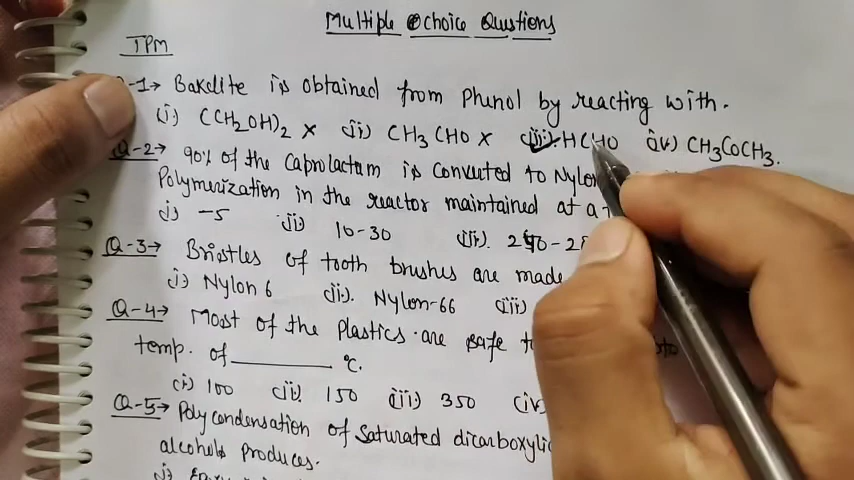 Multiple choice Questions
TPM
Q-1→ Bakelite is obtained from Phenol by reacting with.
(i) (CH2OH)2 × (ii) CH3 CHO × (iii) HCHO (iv) CH3COCH3.
Q-2→ 90% of the Caprolactam is Converted to Nylon
Polymerization in the reactor maintained at a
i) -5 (ii) 10-30 (iii).
Q-3→ Bristles of tooth brushes are made
i) Nylon 6 (ii). Nylon-66 (iii)
Q-4→ Most of the Plastics are safe
temp. of ________ °C.
(i) 100 (ii) 150 (iii) 350 (iv)
Q-5→ Polycondensation of Saturated
alcohols produces.
i)